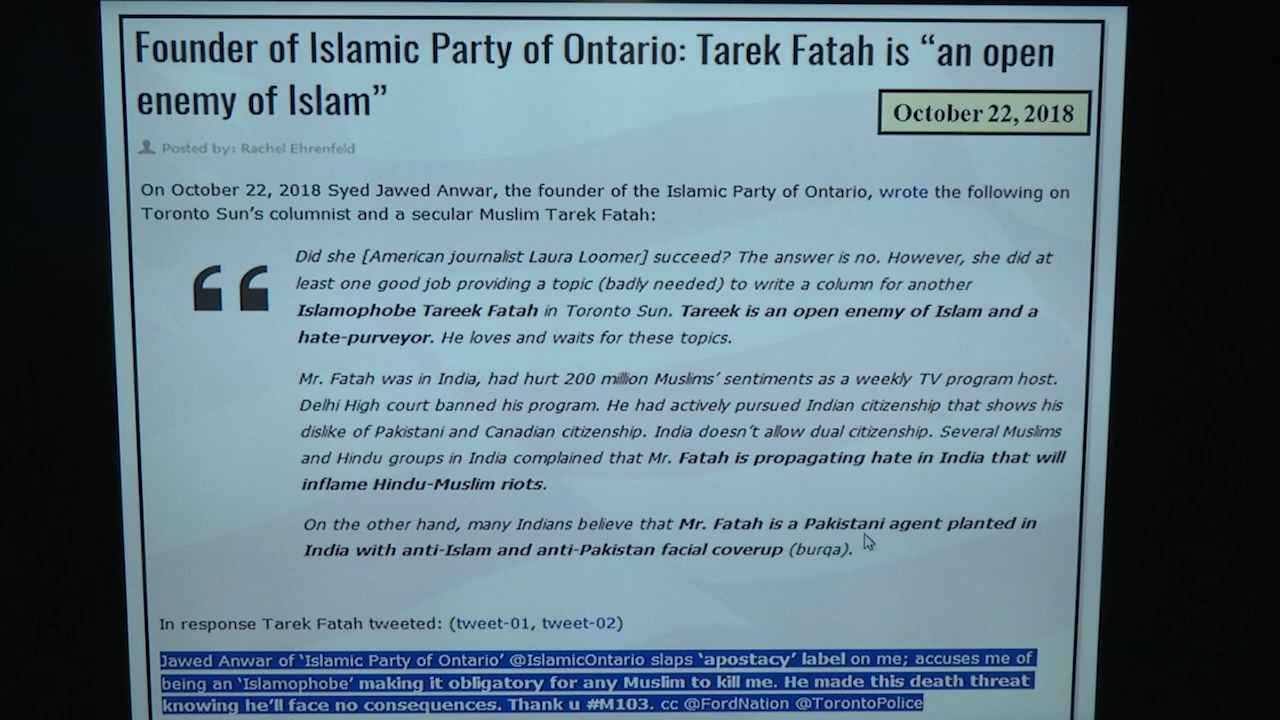 Founder of Islamic Party of Ontario: Tarek Fatah is “an open
enemy of Islam”
October 22, 2018
Posted by: Rachel Ehrenfeld
On October 22, 2018 Syed Jawed Anwar, the founder of the Islamic Party of Ontario, wrote the following on
Toronto Sun’s columnist and a secular Muslim Tarek Fatah:
“
Did she [American journalist Laura Loomer] succeed? The answer is no. However, she did at
least one good job providing a topic (badly needed) to write a column for another
Islamophobe Tareek Fatah in Toronto Sun. Tareek is an open enemy of Islam and a
hate-purveyor. He loves and waits for these topics.
Mr. Fatah was in India, had hurt 200 million Muslims’ sentiments as a weekly TV program host.
Delhi High court banned his program. He had actively pursued Indian citizenship that shows his
dislike of Pakistani and Canadian citizenship. India doesn’t allow dual citizenship. Several Muslims
and Hindu groups in India complained that Mr. Fatah is propagating hate in India that will
inflame Hindu-Muslim riots.
On the other hand, many Indians believe that Mr. Fatah is a Pakistani agent planted in
India with anti-Islam and anti-Pakistan facial coverup (burqa).
In response Tarek Fatah tweeted: (tweet-01, tweet-02)
Jawed Anwar of ‘Islamic Party of Ontario’ @IslamicOntario slaps ‘apostacy’ label on me; accuses me of
being an ‘Islamophobe’ making it obligatory for any Muslim to kill me. He made this death threat
knowing he’ll face no consequences. Thank u #M103. cc @FordNation @TorontoPolice